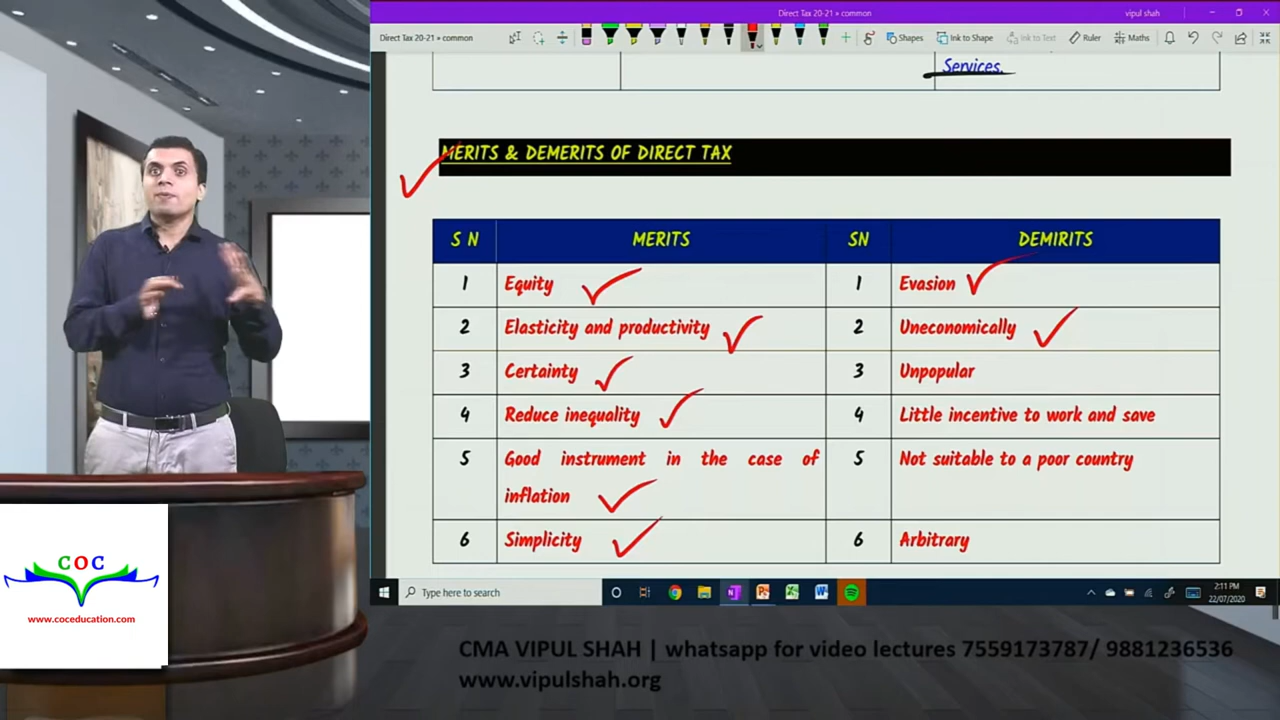 Direct Tax 20-21 » common
vipul shah
Direct Tax 20-21 » common
Shapes
Ink to Shape
Ink to Text
Ruler
Maths
Services.
MERITS & DEMERITS OF DIRECT TAX
S N MERITS SN DEMIRITS
1 Equity 1 Evasion
2 Elasticity and productivity 2 Uneconomically
3 Certainty 3 Unpopular
4 Reduce inequality 4 Little incentive to work and save
5 Good instrument in the case of 5 Not suitable to a poor country
inflation
6 Simplicity 6 Arbitrary
COC
www.coceducation.com
Type here to search
2:11 PM
22/07/2020
CMA VIPUL SHAH | whatsapp for video lectures 7559173787/ 9881236536
www.vipulshah.org